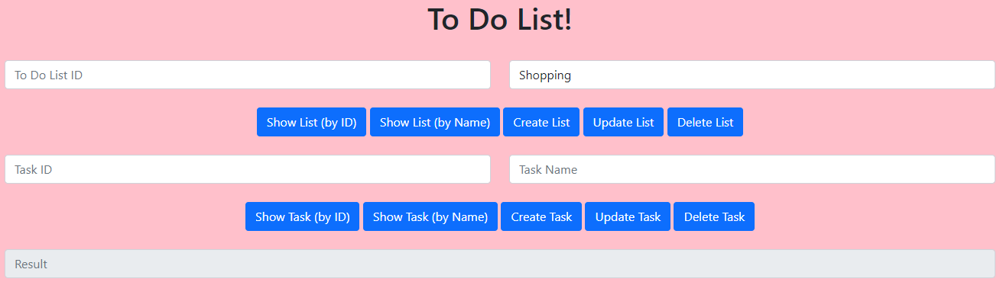 To Do List!
To Do List ID Shopping
Show List (by ID) Show List (by Name) Create List Update List Delete List
Task ID Task Name
Show Task (by ID) Show Task (by Name) Create Task Update Task Delete Task
Result